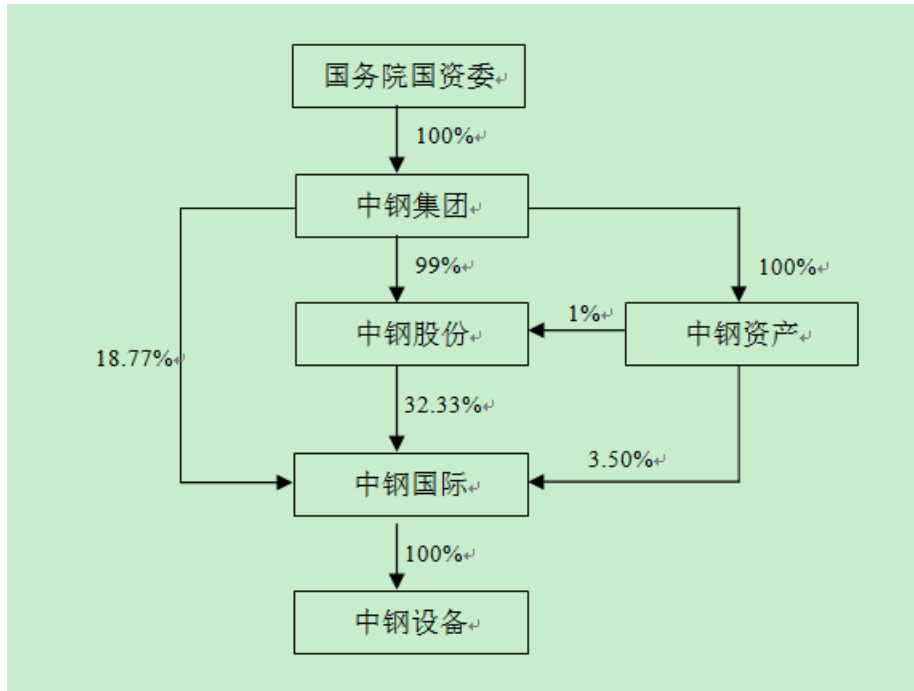 国务院国资委
100%
中钢集团
99%
100%
中钢股份
1%
中钢资产
18.77%
32.33%
3.50%
中钢国际
100%
中钢设备